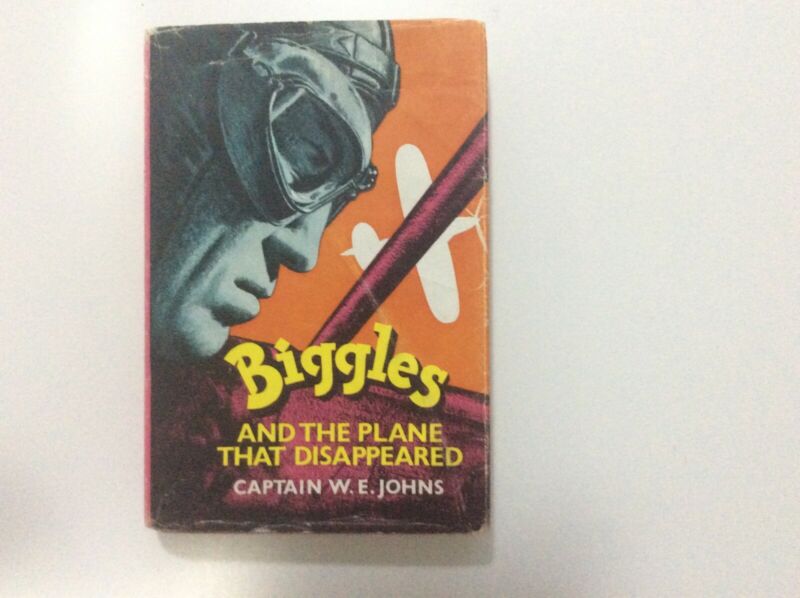 Biggles
AND THE PLANE
THAT DISAPPEARED
CAPTAIN W. E. JOHNS